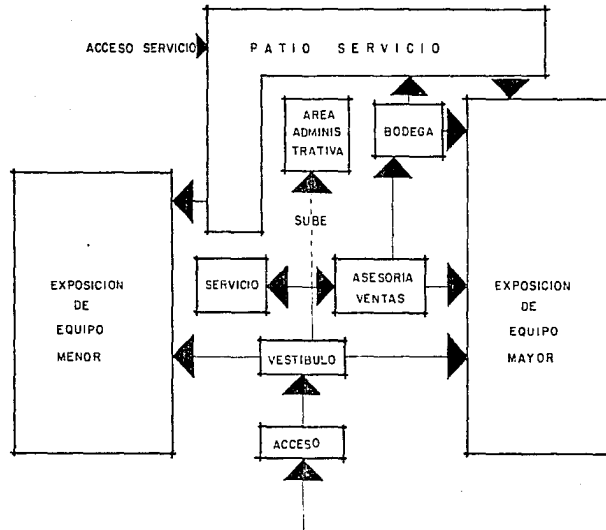 ACCESO SERVICIO
PATIO SERVICIO
AREA
ADMINIS
TRATIVA
BODEGA
SUBE
SERVICIO
ASESORIA
VENTAS
EXPOSICION
DE
EQUIPO
MENOR
EXPOSICION
DE
EQUIPO
MAYOR
VESTIBULO
ACCESO